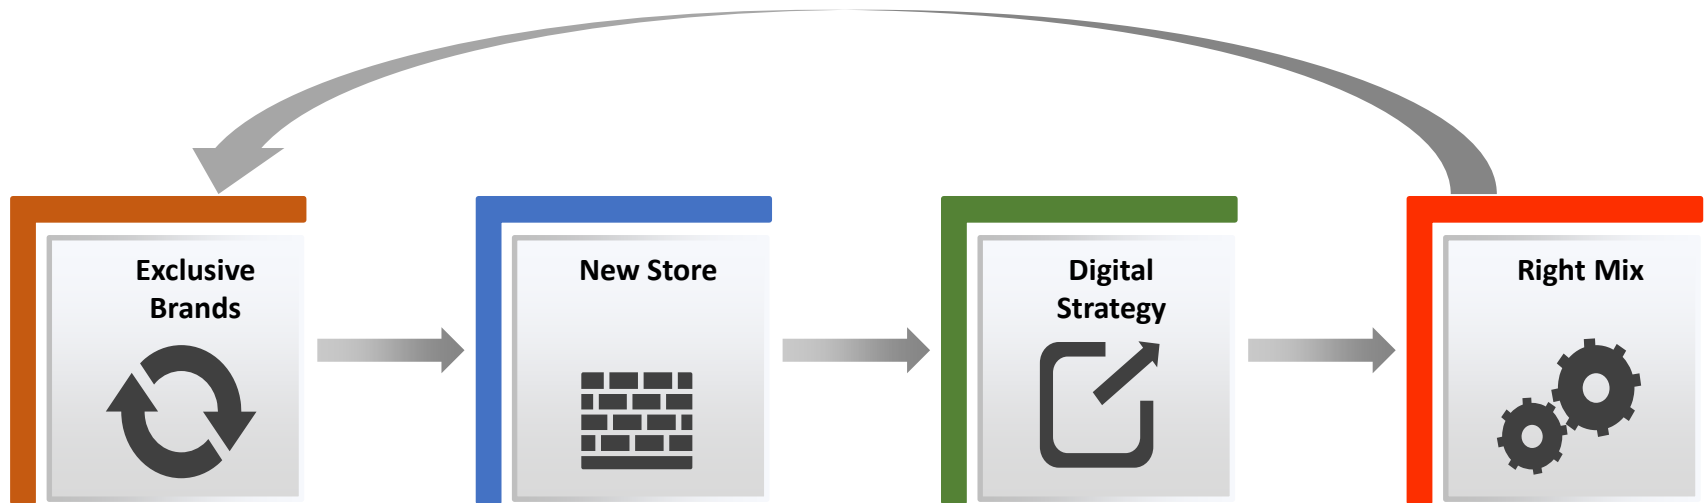 Exclusive
Brands
New Store
Digital
Strategy
Right Mix